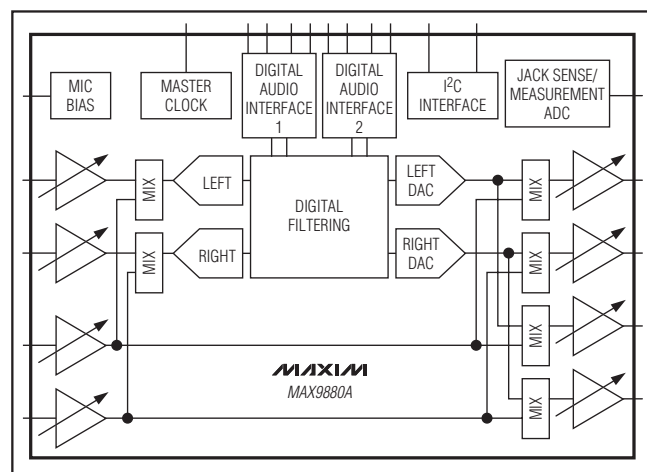 MIC
BIAS
MASTER
CLOCK
DIGITAL
AUDIO
INTERFACE
1
DIGITAL
AUDIO
INTERFACE
2
I²C
INTERFACE
JACK SENSE/
MEASUREMENT
ADC
MIX
LEFT
DIGITAL
FILTERING
LEFT
DAC
MIX
MIX
RIGHT
RIGHT
DAC
MIX
MIX
MAXIM
MAX9880A
MIX